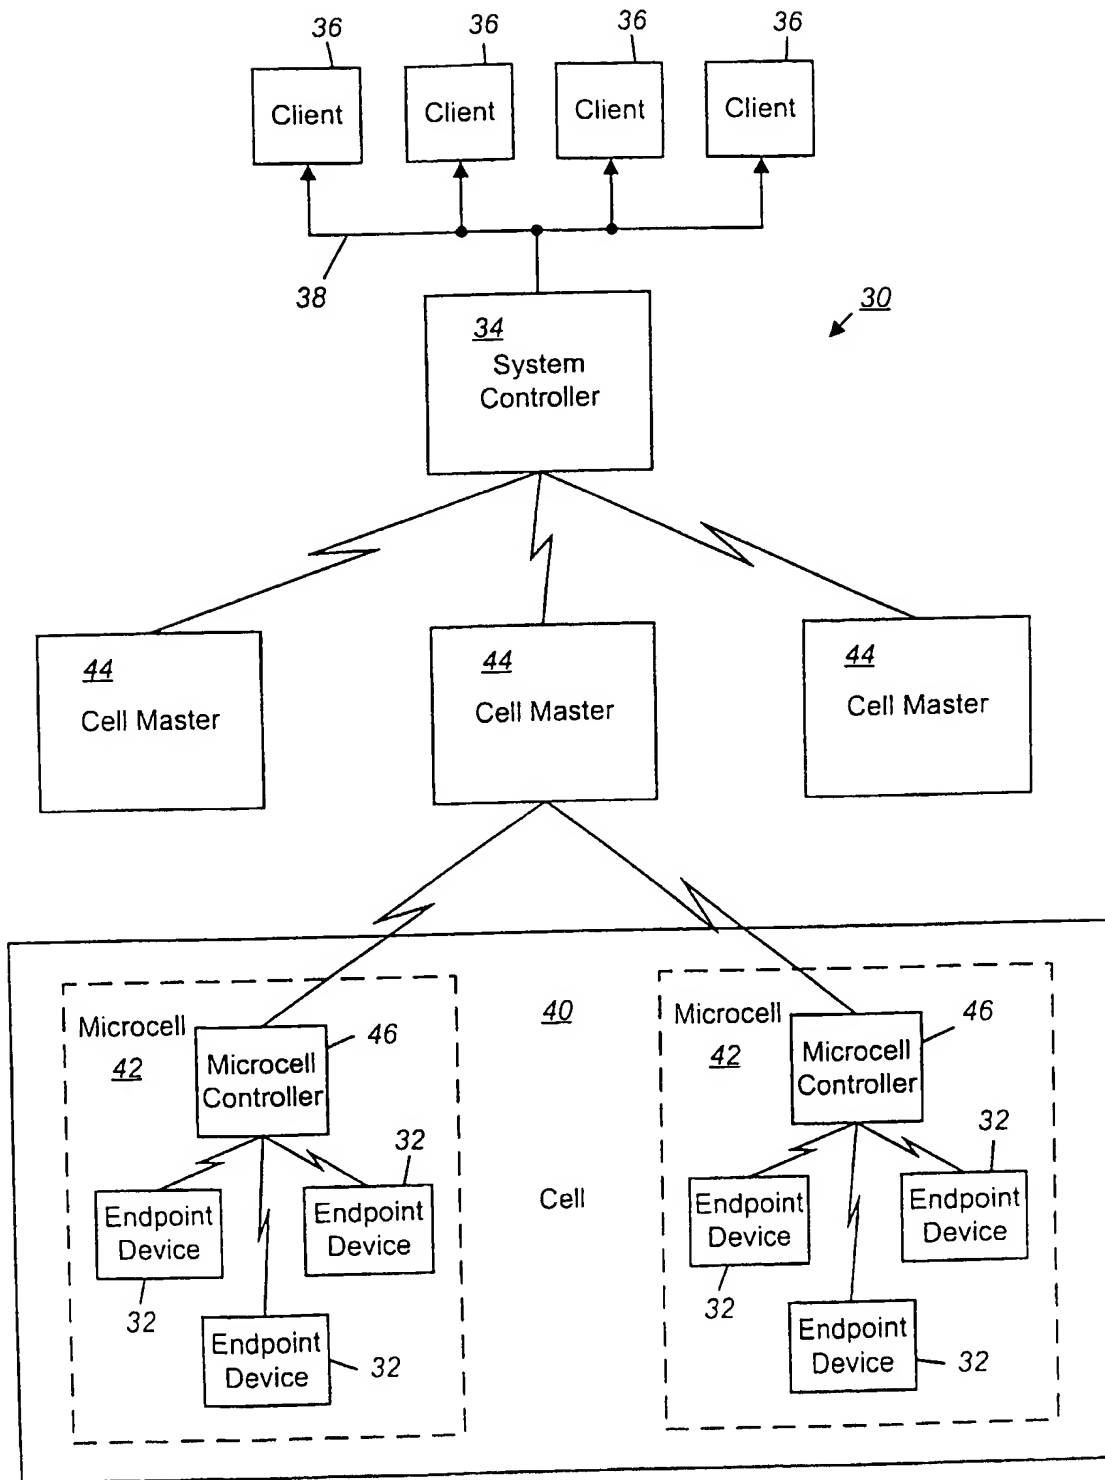 36
36
36
36
Client
Client
Client
Client
38
30
34
System
Controller
44
Cell Master
44
Cell Master
44
Cell Master
Microcell
42
Microcell
Controller
46
40
Microcell
42
Microcell
Controller
46
Endpoint
Device
32
Endpoint
Device
32
Endpoint
Device
32
Cell
Endpoint
Device
32
Endpoint
Device
32
Endpoint
Device
32